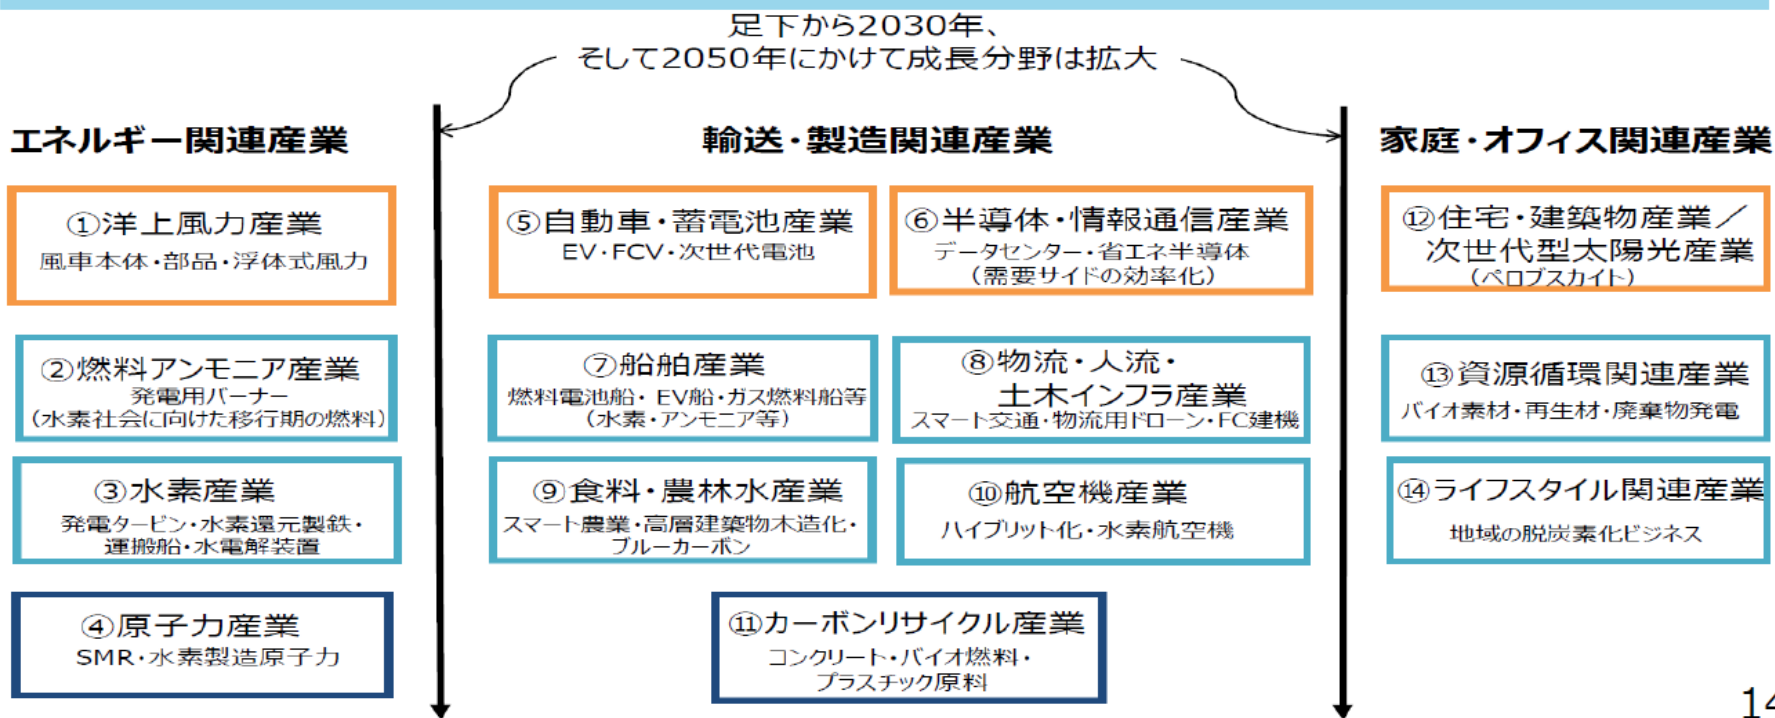 足下から2030年、
そして2050年にかけて成長分野は拡大
エネルギー関連産業
輸送・製造関連産業
家庭・オフィス関連産業
①洋上風力産業
風車本体・部品・浮体式風力
⑤自動車・蓄電池産業
EV・FCV・次世代電池
⑥半導体・情報通信産業
データセンター・省エネ半導体
（需要サイドの効率化）
⑫住宅・建築物産業／
次世代型太陽光産業
（ペロブスカイト）
②燃料アンモニア産業
発電用バーナー
（水素社会に向けた移行期の燃料）
⑦船舶産業
燃料電池船・EV船・ガス燃料船等
（水素・アンモニア等）
⑧物流・人流・
土木インフラ産業
スマート交通・物流用ドローン・FC建機
⑬資源循環関連産業
バイオ素材・再生材・廃棄物発電
③水素産業
発電タービン・水素還元製鉄・
運搬船・水電解装置
⑨食料・農林水産業
スマート農業・高層建築物木造化・
ブルーカーボン
⑩航空機産業
ハイブリット化・水素航空機
⑭ライフスタイル関連産業
地域の脱炭素化ビジネス
④原子力産業
SMR・水素製造原子力
⑪カーボンリサイクル産業
コンクリート・バイオ燃料・
プラスチック原料
14